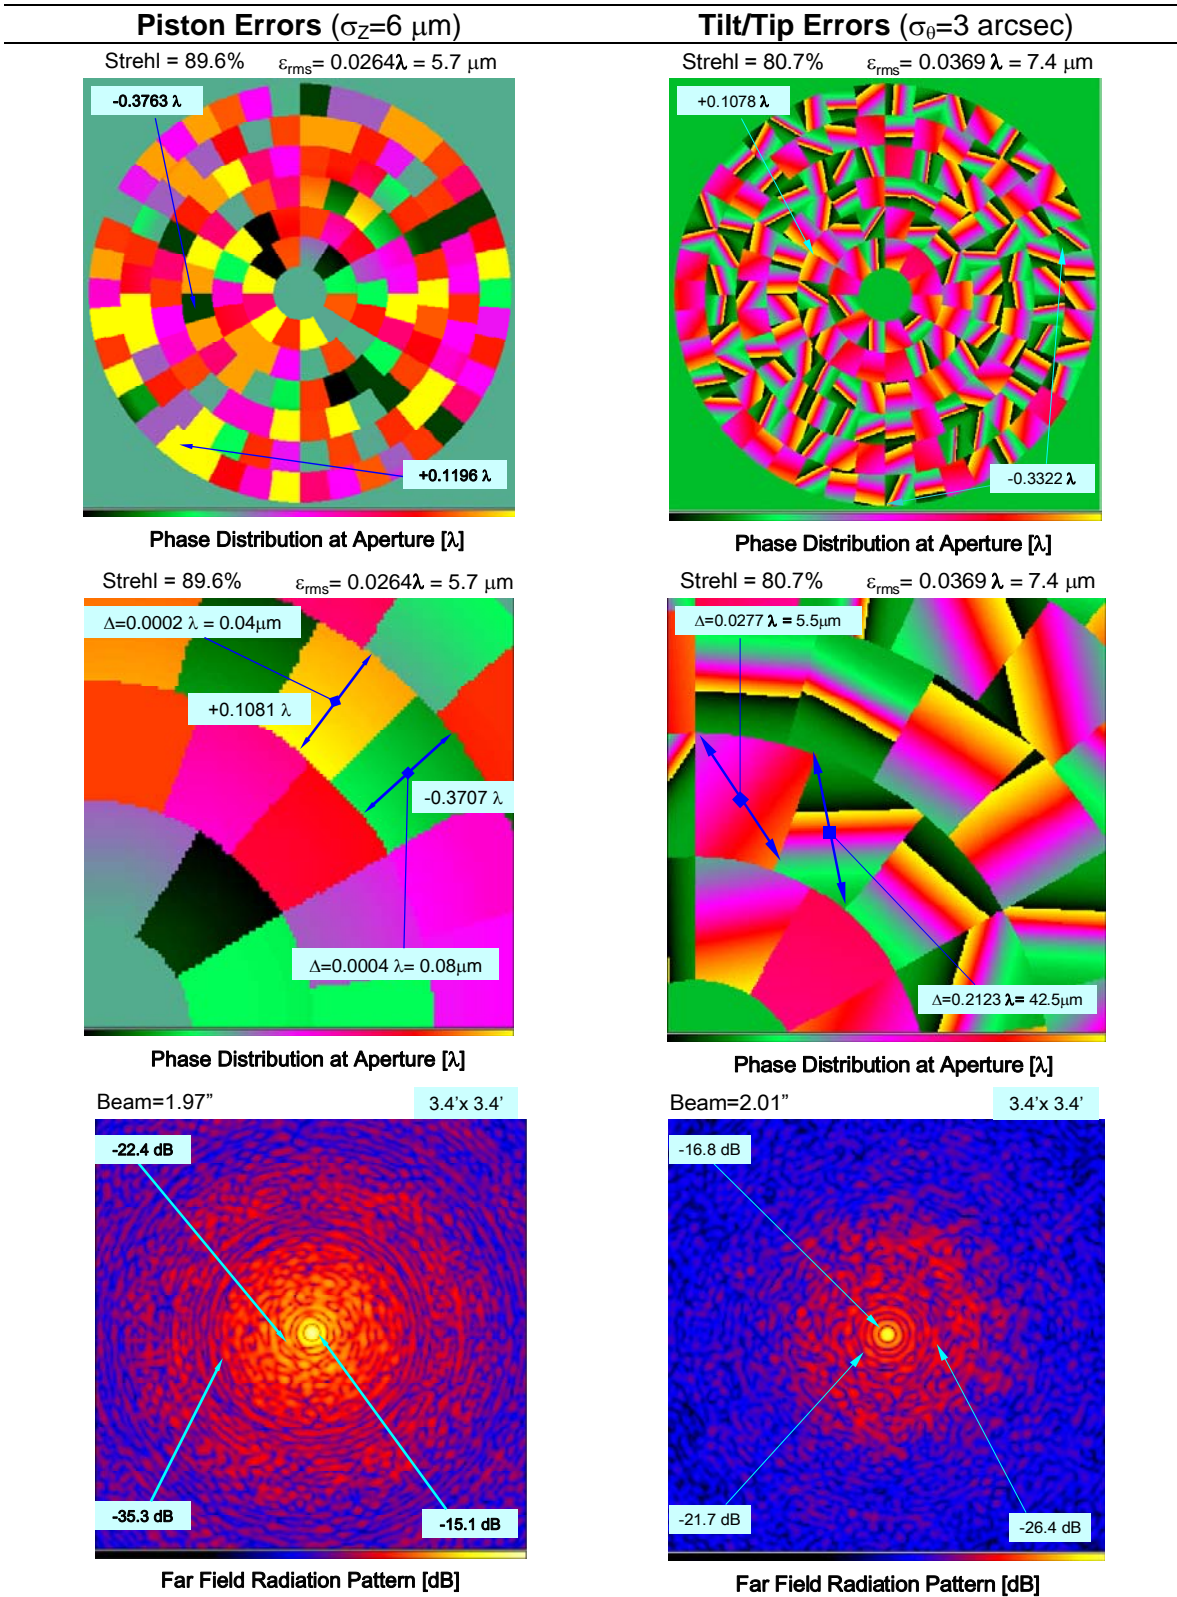 Piston Errors (σZ=6 μm)
Tilt/Tip Errors (σθ=3 arcsec)
Strehl = 89.6% εrms= 0.0264λ = 5.7 μm
Strehl = 80.7% εrms= 0.0369 λ = 7.4 μm
-0.3763 λ
+0.1078 λ
+0.1196 λ
-0.3322 λ
Phase Distribution at Aperture [λ]
Phase Distribution at Aperture [λ]
Strehl = 89.6% εrms= 0.0264λ = 5.7 μm
Strehl = 80.7% εrms= 0.0369 λ = 7.4 μm
Δ=0.0002 λ = 0.04μm
Δ=0.0277 λ = 5.5μm
+0.1081 λ
-0.3707 λ
Δ=0.0004 λ= 0.08μm
Δ=0.2123 λ= 42.5μm
Phase Distribution at Aperture [λ]
Phase Distribution at Aperture [λ]
Beam=1.97” 3.4’x 3.4’
Beam=2.01” 3.4’x 3.4’
-22.4 dB
-16.8 dB
-35.3 dB
-15.1 dB
-21.7 dB
-26.4 dB
Far Field Radiation Pattern [dB]
Far Field Radiation Pattern [dB]